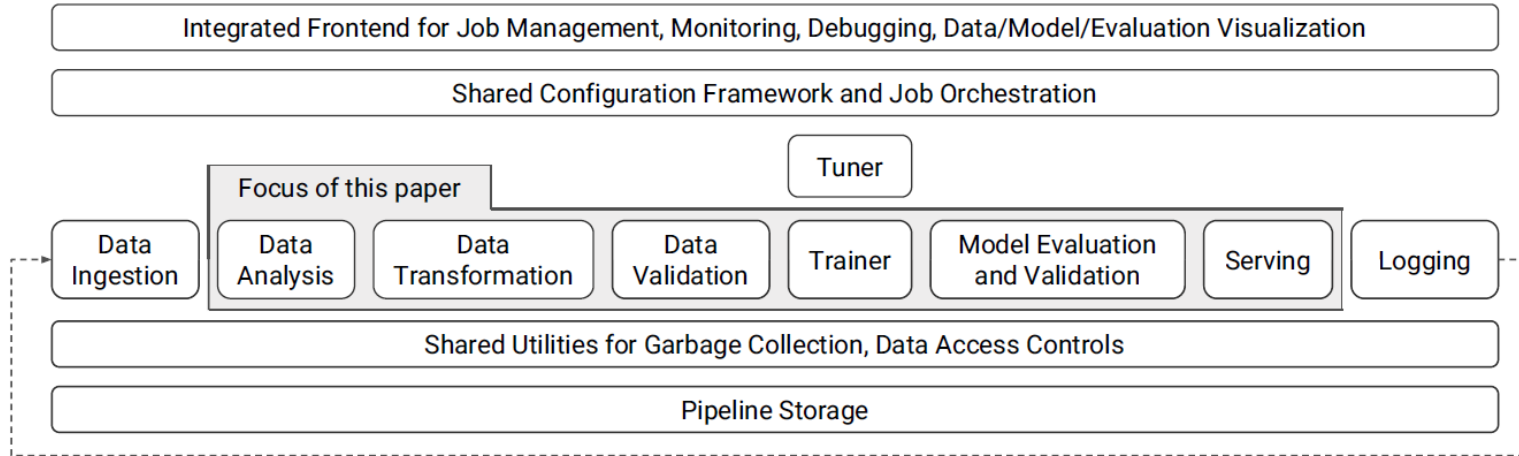 Integrated Frontend for Job Management, Monitoring, Debugging, Data/Model/Evaluation Visualization
Shared Configuration Framework and Job Orchestration
Tuner
Focus of this paper
Data
Ingestion
Data
Analysis
Data
Transformation
Data
Validation
Trainer
Model Evaluation
and Validation
Serving
Logging
Shared Utilities for Garbage Collection, Data Access Controls
Pipeline Storage